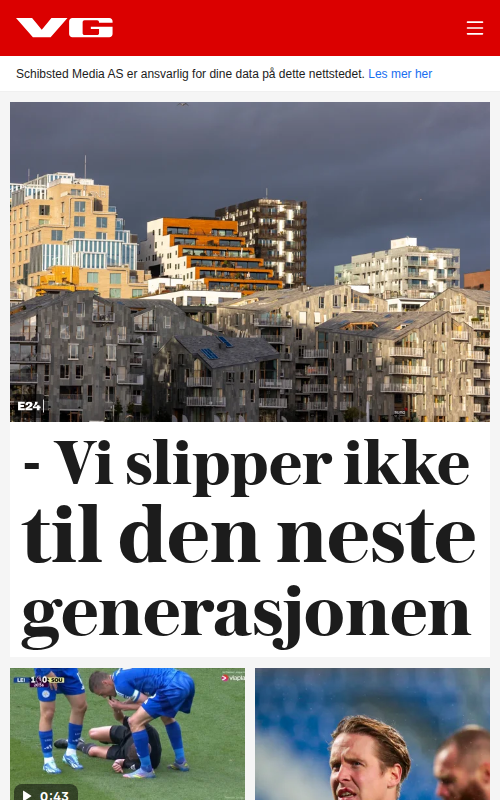 VG
Schibsted Media AS er ansvarlig for dine data på dette nettstedet. Les mer her
E24
- Vi slipper ikke
til den neste
generasjonen
LEI 1 0 SOU
viapla
0:43